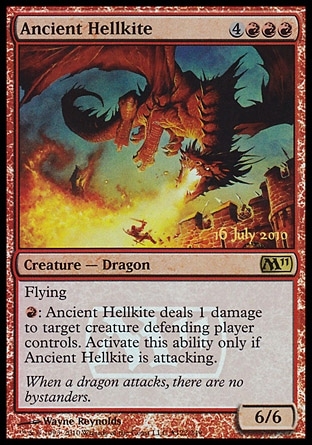 Ancient Hellkite 4
16 July 2010
Creature — Dragon M11
Flying
: Ancient Hellkite deals 1 damage
to target creature defending player
controls. Activate this ability only if
Ancient Hellkite is attacking.
When a dragon attacks, there are no
bystanders.
Wayne Reynolds
6/6